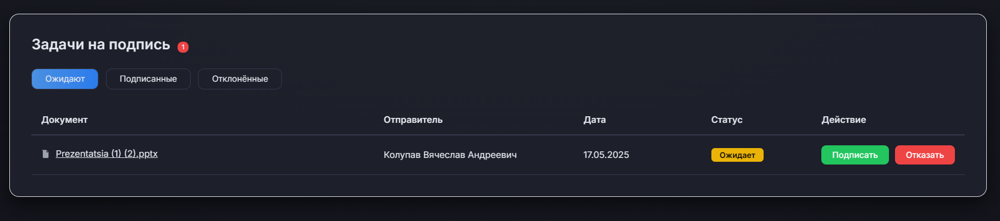 Задачи на подпись 1
Ожидают Подписанные Отклонённые
Документ Отправитель Дата Статус Действие
Prezentatsia (1) (2).pptx Колупав Вячеслав Андреевич 17.05.2025 Ожидает Подписать Отказать